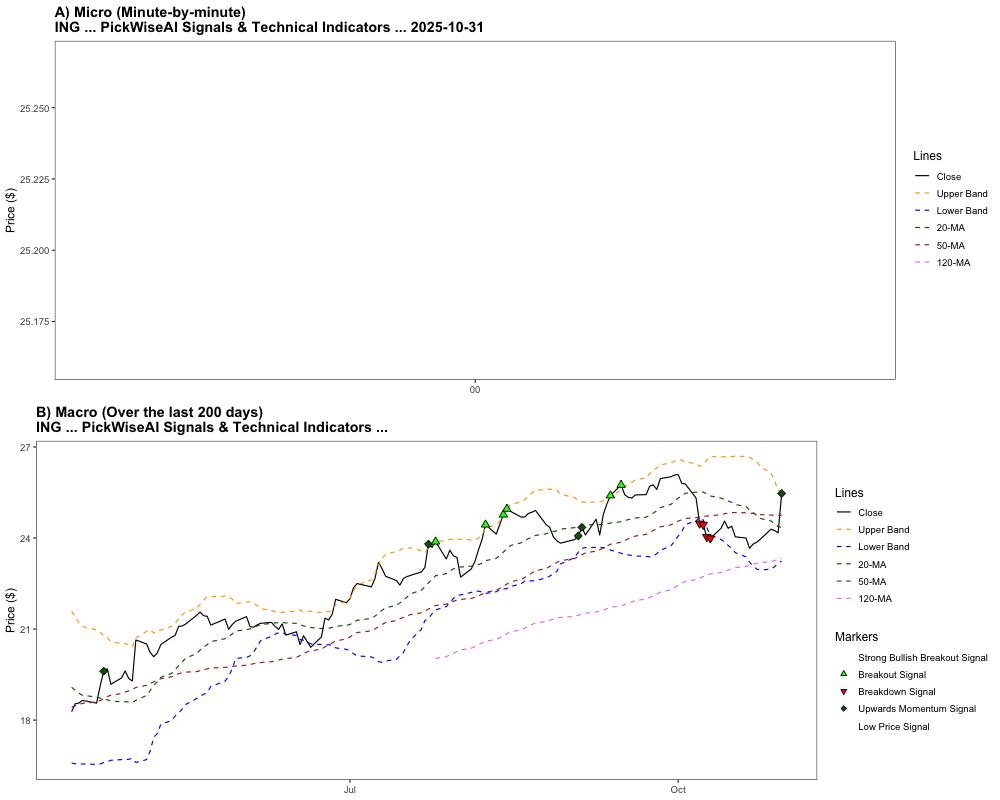 A) Micro (Minute-by-minute)
ING ... PickWiseAI Signals & Technical Indicators ... 2025-10-31
Price ($)
25.250
25.225
25.200
25.175
00
Lines
Close
Upper Band
Lower Band
20-MA
50-MA
120-MA
B) Macro (Over the last 200 days)
ING ... PickWiseAI Signals & Technical Indicators ...
Price ($)
27
24
21
18
Jul
Oct
Lines
Close
Upper Band
Lower Band
20-MA
50-MA
120-MA
Markers
Strong Bullish Breakout Signal
Breakout Signal
Breakdown Signal
Upwards Momentum Signal
Low Price Signal